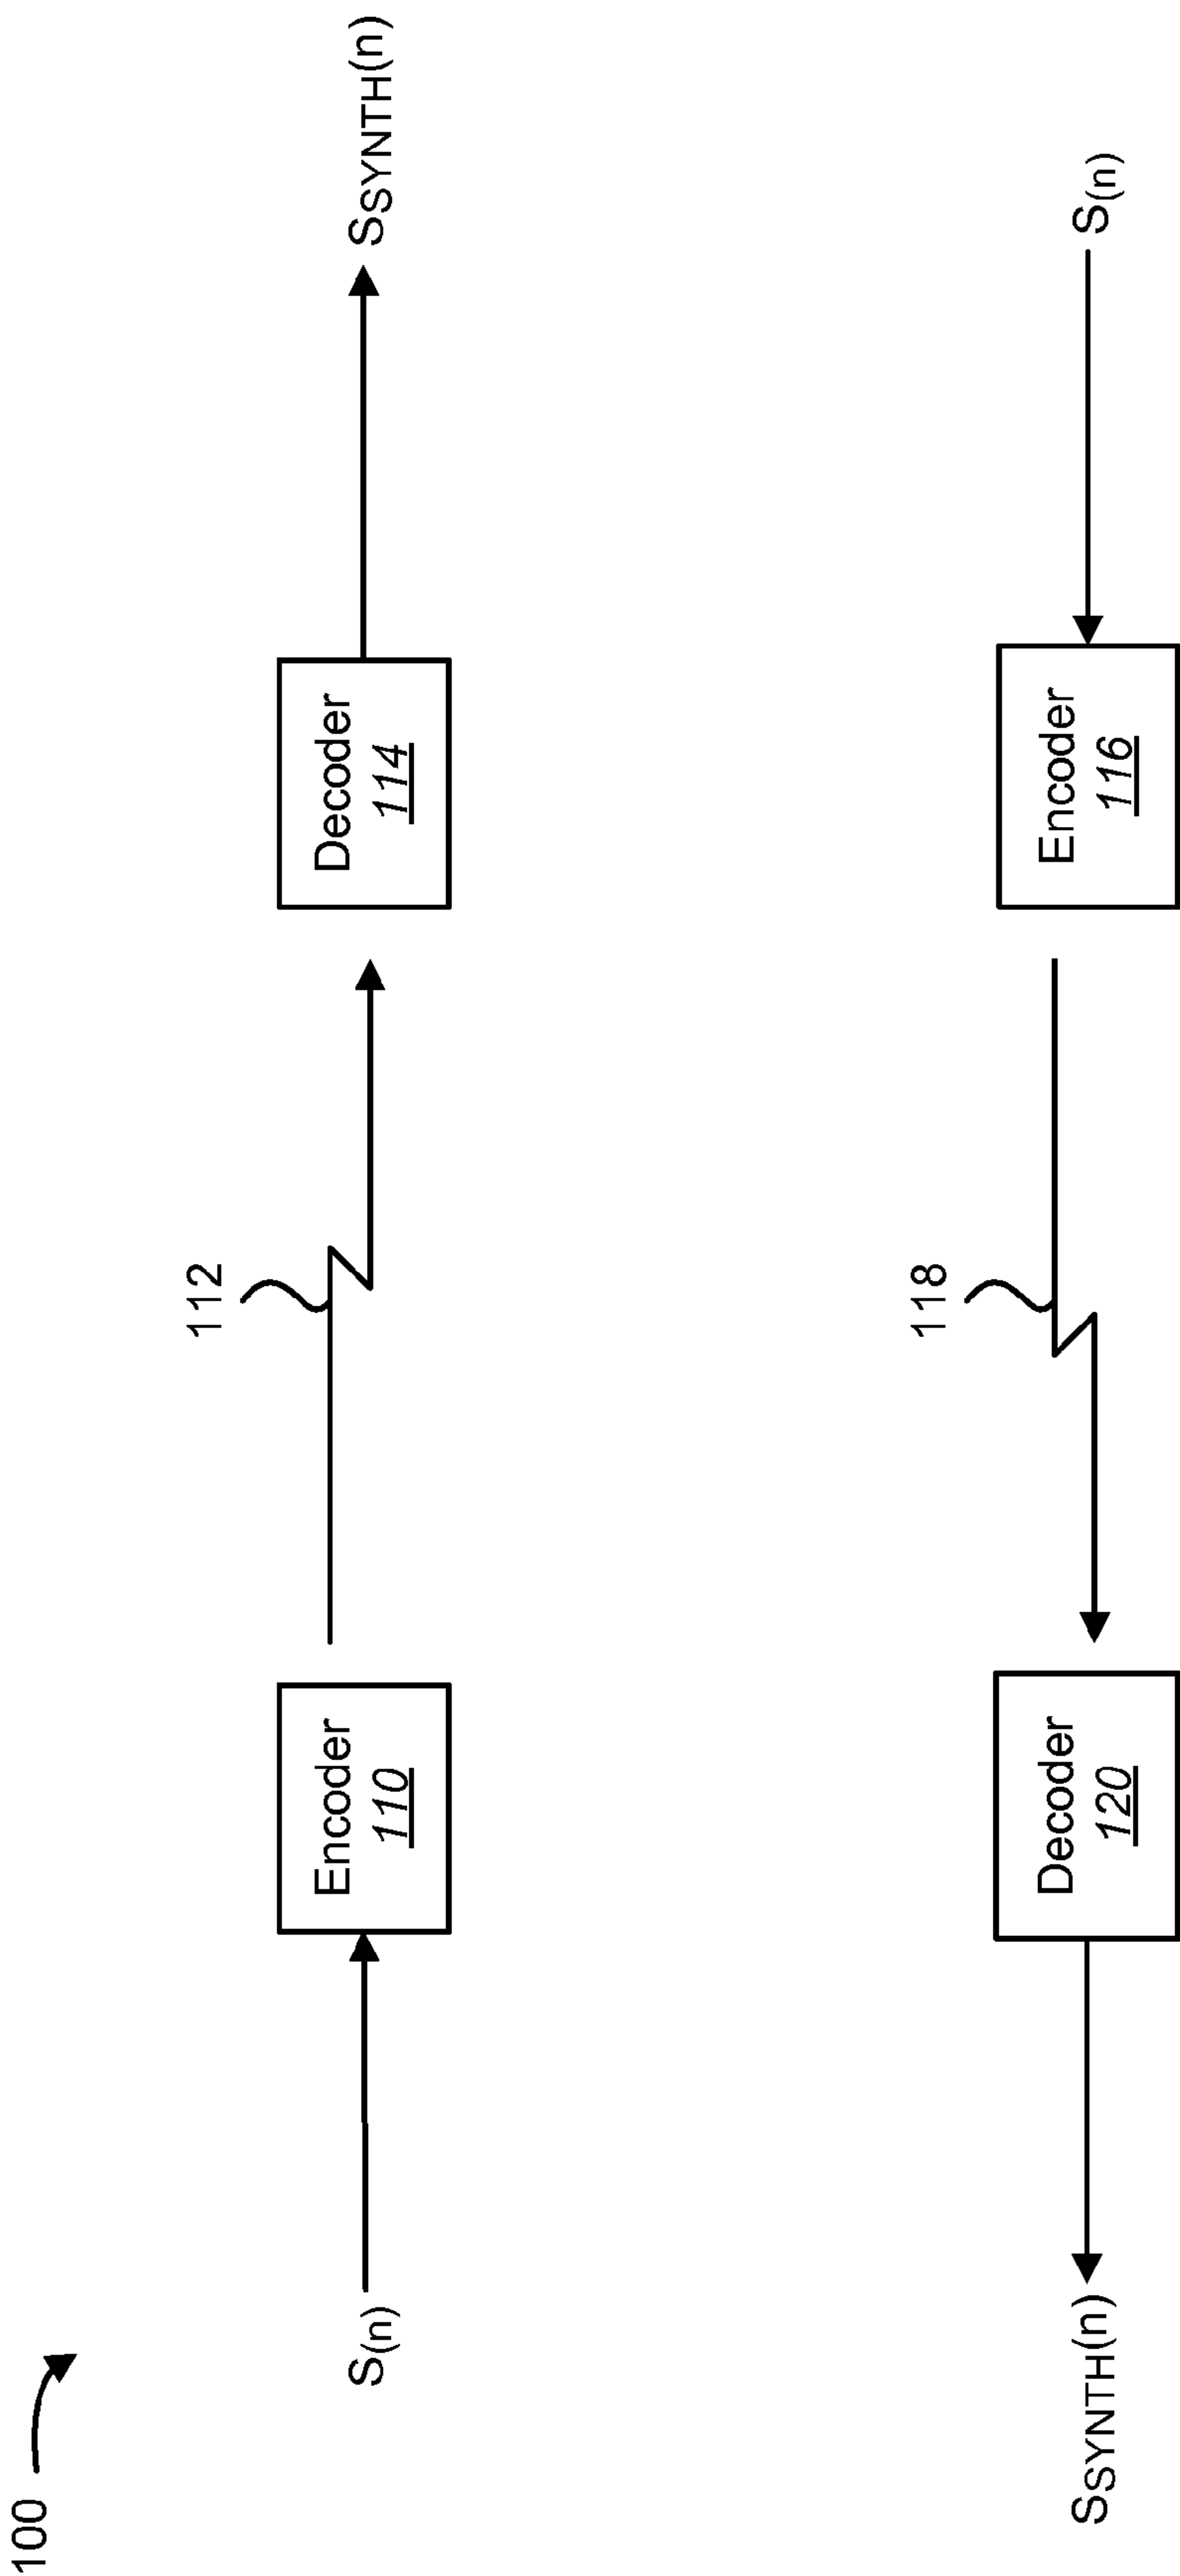 100
S(n)
Encoder
110
112
Decoder
114
SSYNTH(n)
SSYNTH(n)
Decoder
120
118
Encoder
116
S(n)